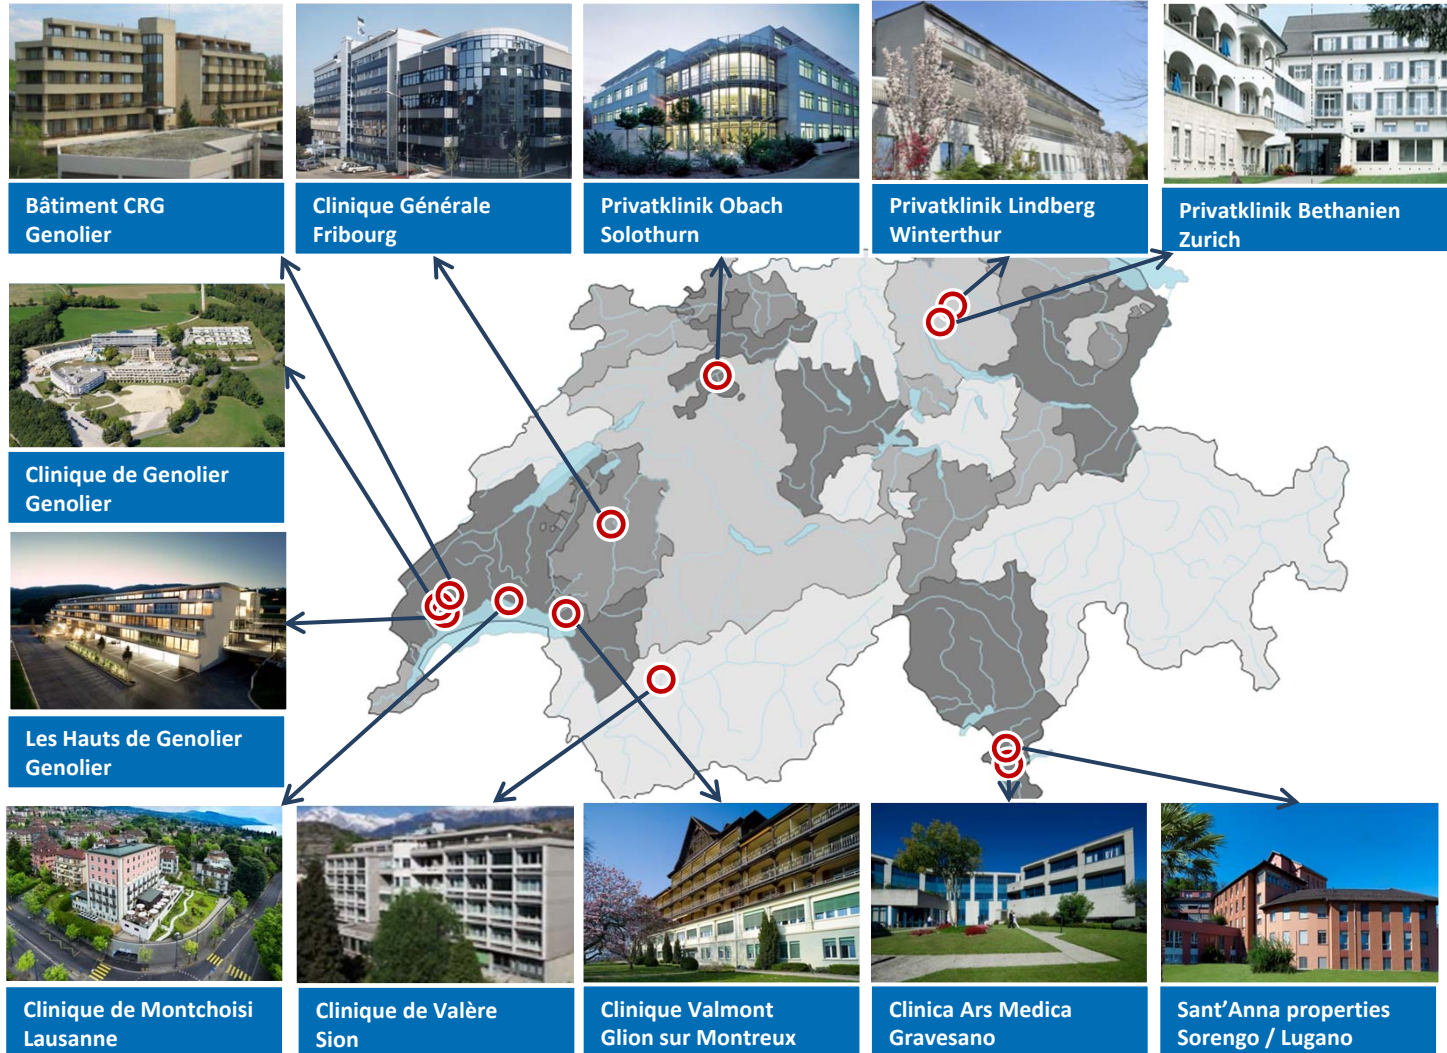 Bâtiment CRG
Genolier
Clinique Générale
Fribourg
Privatklinik Obach
Solothurn
Privatklinik Lindberg
Winterthur
Privatklinik Bethanien
Zurich
Clinique de Genolier
Genolier
Les Hauts de Genolier
Genolier
Clinique de Montchoisi
Lausanne
Clinique de Valère
Sion
Clinique Valmont
Glion sur Montreux
Clinica Ars Medica
Gravesano
Sant’Anna properties
Sorengo / Lugano